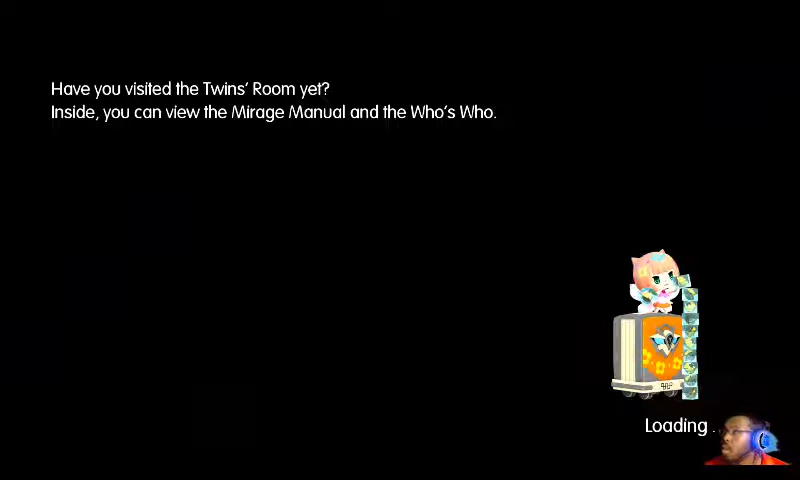 Have you visited the Twins' Room yet?
Inside, you can view the Mirage Manual and the Who's Who.
Loading .